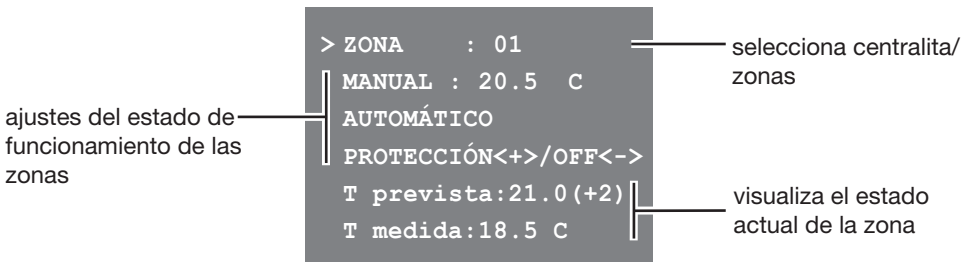 > ZONA : 01
MANUAL : 20.5 C
AUTOMÁTICO
PROTECCIÓN<+>/OFF<->
T prevista:21.0(+2)
T medida:18.5 C
ajustes del estado de
funcionamiento de las
zonas
selecciona centralita/
zonas
visualiza el estado
actual de la zona